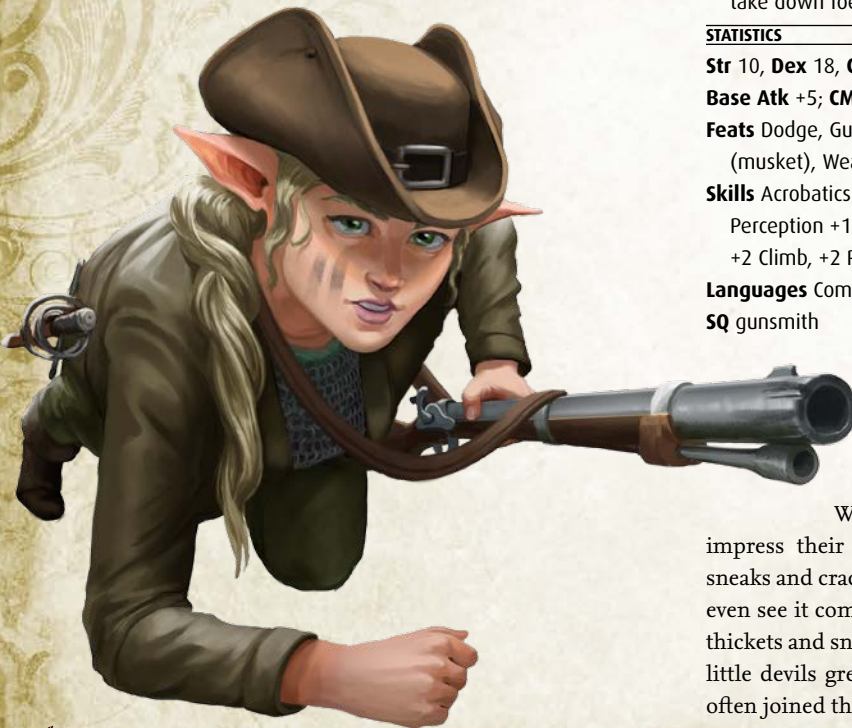 take down foe
STATISTICS
Str 10, Dex 18, C
Base Atk +5; CM
Feats Dodge, Gu
(musket), Wea
Skills Acrobatics
Perception +1
+2 Climb, +2 P
Languages Com
SQ gunsmith
W
impress their
sneaks and crac
even see it com
thickets and sn
little devils gre
often joined th